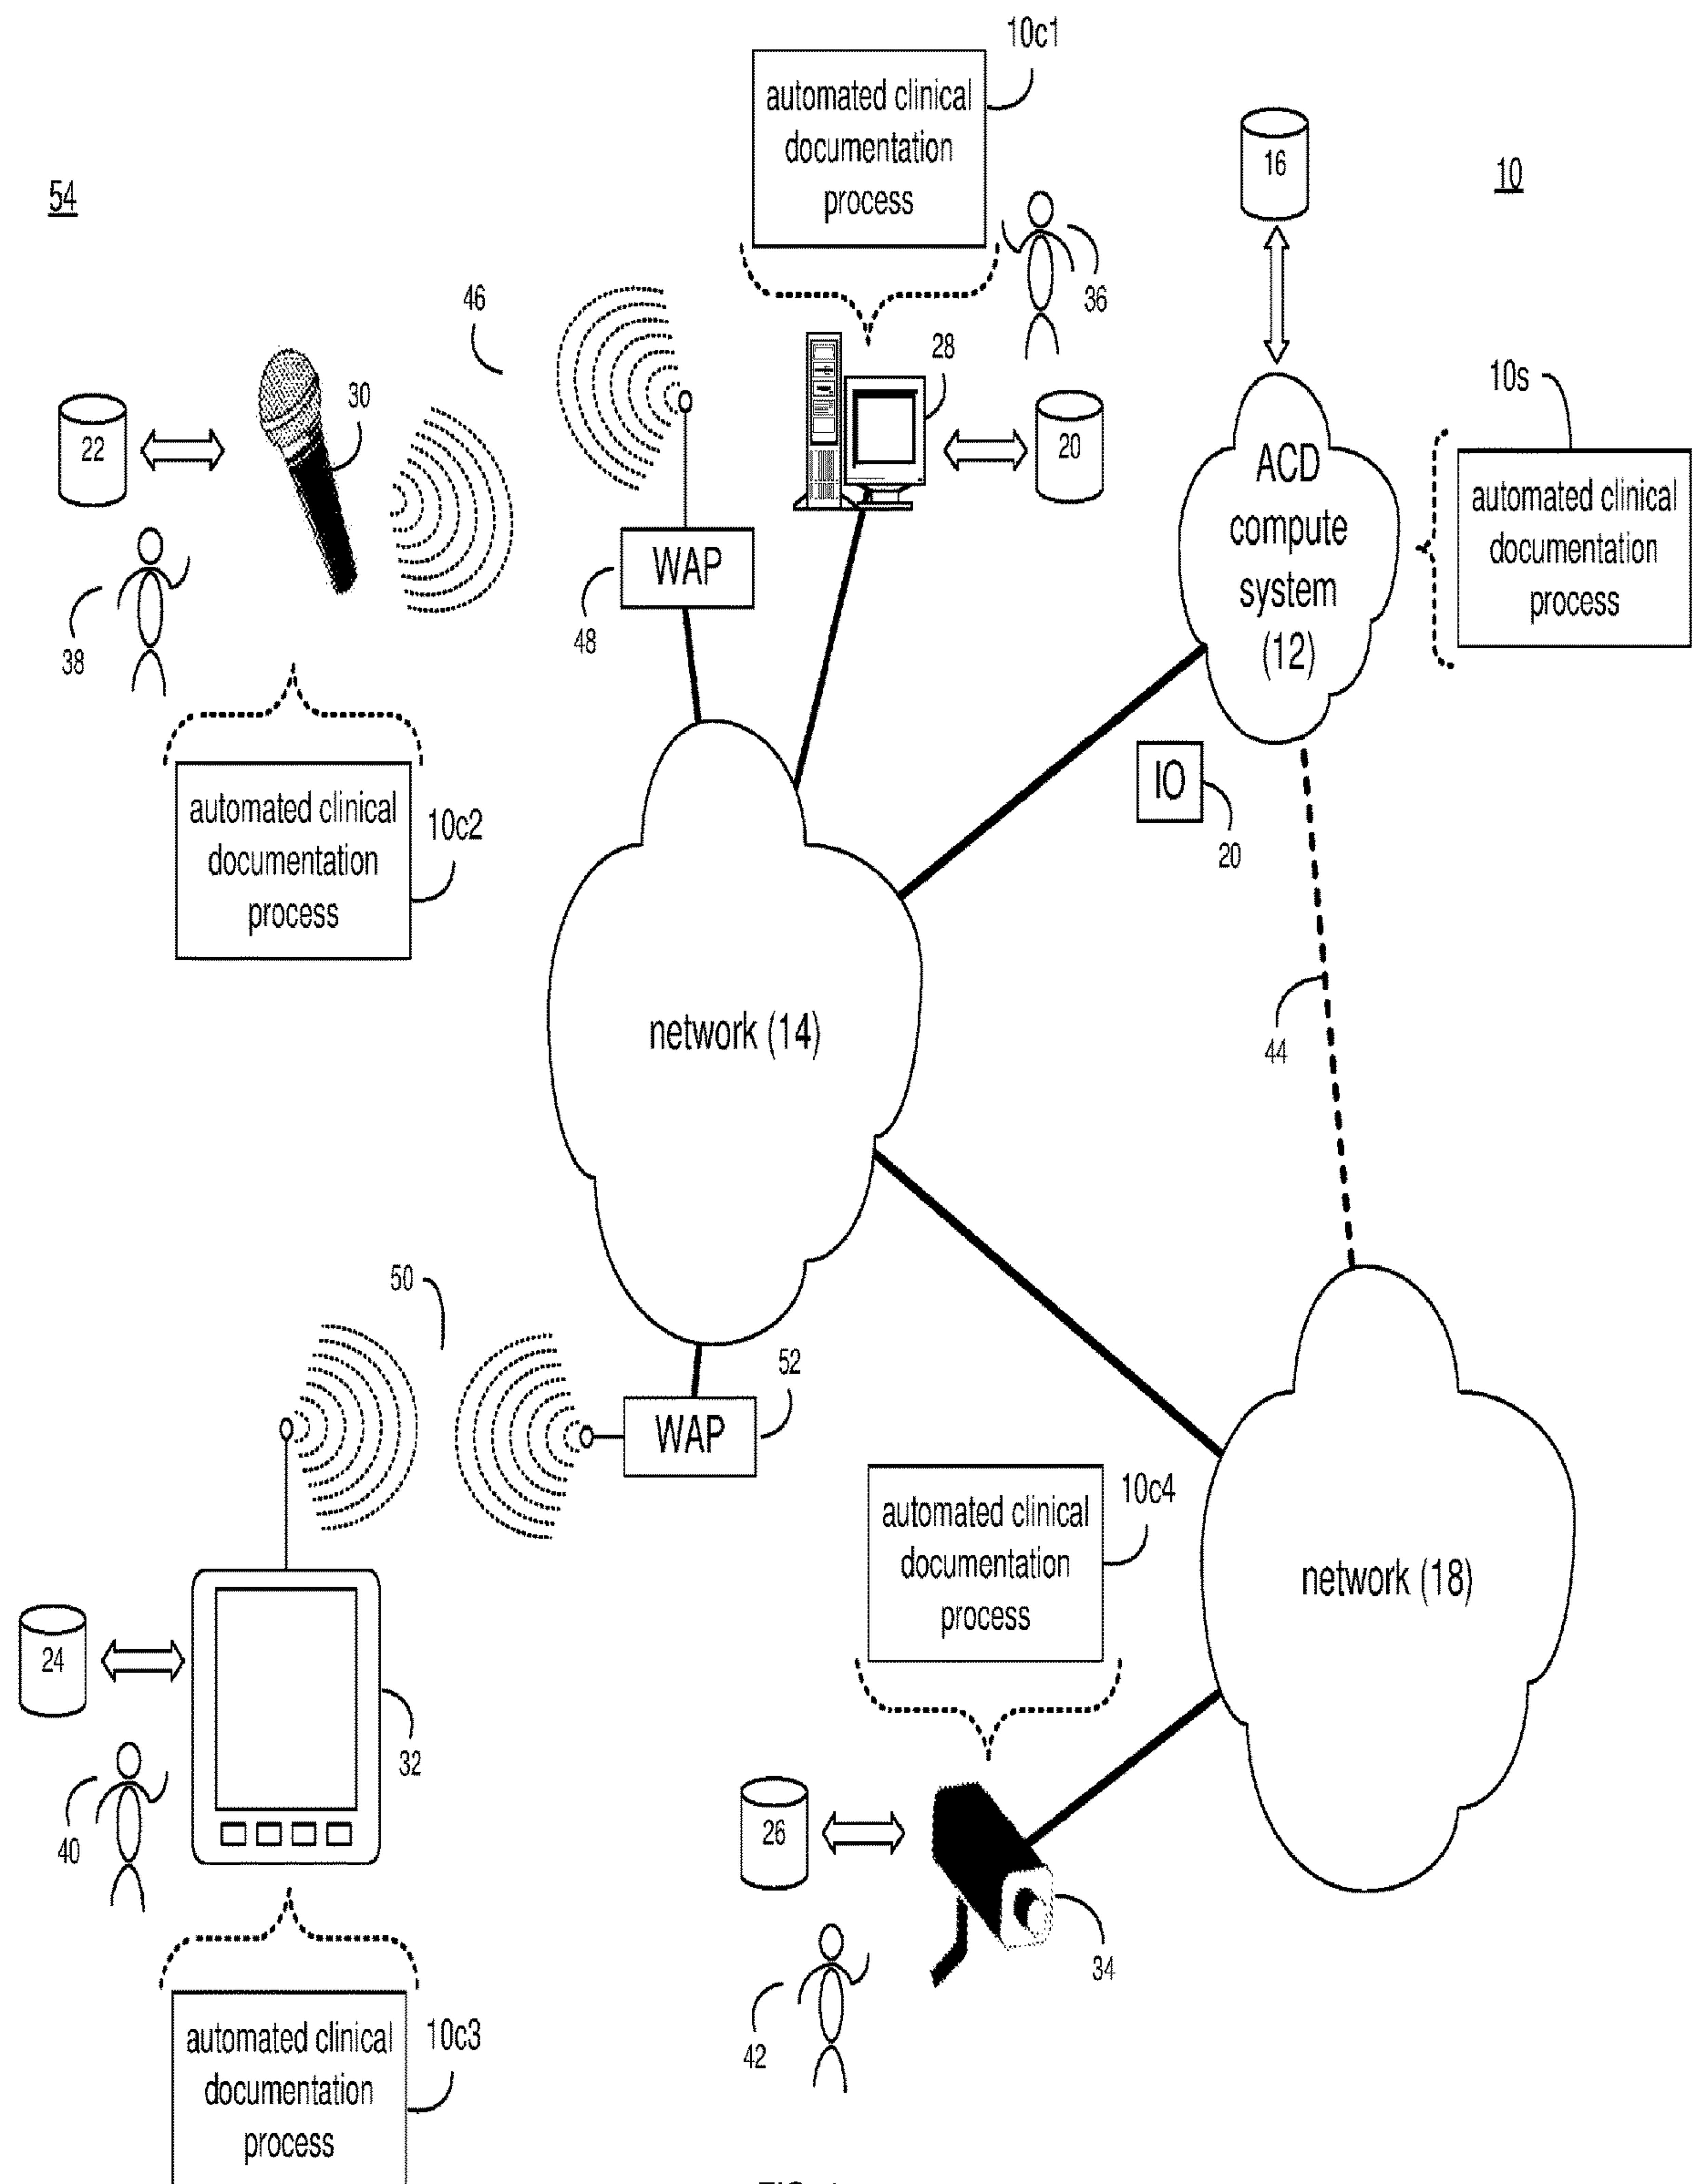 10c1
automated clinical
documentation
process
16
10
54
36
46
28
10s
30
22
20
ACD
compute
system
(12)
automated clinical
documentation
process
WAP
48
38
IO
20
automated clinical
documentation
process
10c2
network (14)
44
50
52
WAP
automated clinical
documentation
process
10c4
network (18)
24
32
40
26
34
42
automated clinical
documentation
process
10c3